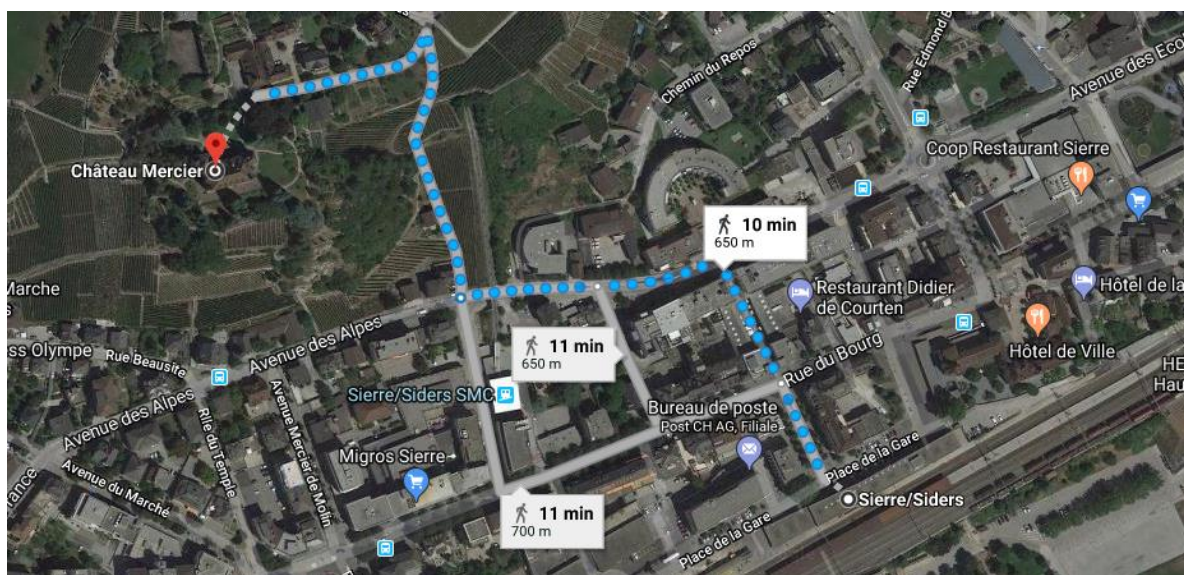 Chemin du Repos
Rue Edmond B
Avenue des Ecol
Coop Restaurant Sierre
Château Mercier
10 min
650 m
Marche
Restaurant Didier
de Courten
Hôtel de la
ss Olympe
Rue Beausite
Avenue des Alpes
11 min
650 m
Rue du Bourg
Hôtel de Ville
HE
Hau
Avenue des Alpes
Sierre/Siders SMC
Bureau de poste
Post CH AG, Filiale
Avenue Mercier de Molin
Rlle du Temple
Migros Sierre
Place de la Gare
Avenue du Marché
11 min
700 m
Sierre/Siders
Place de la Gare